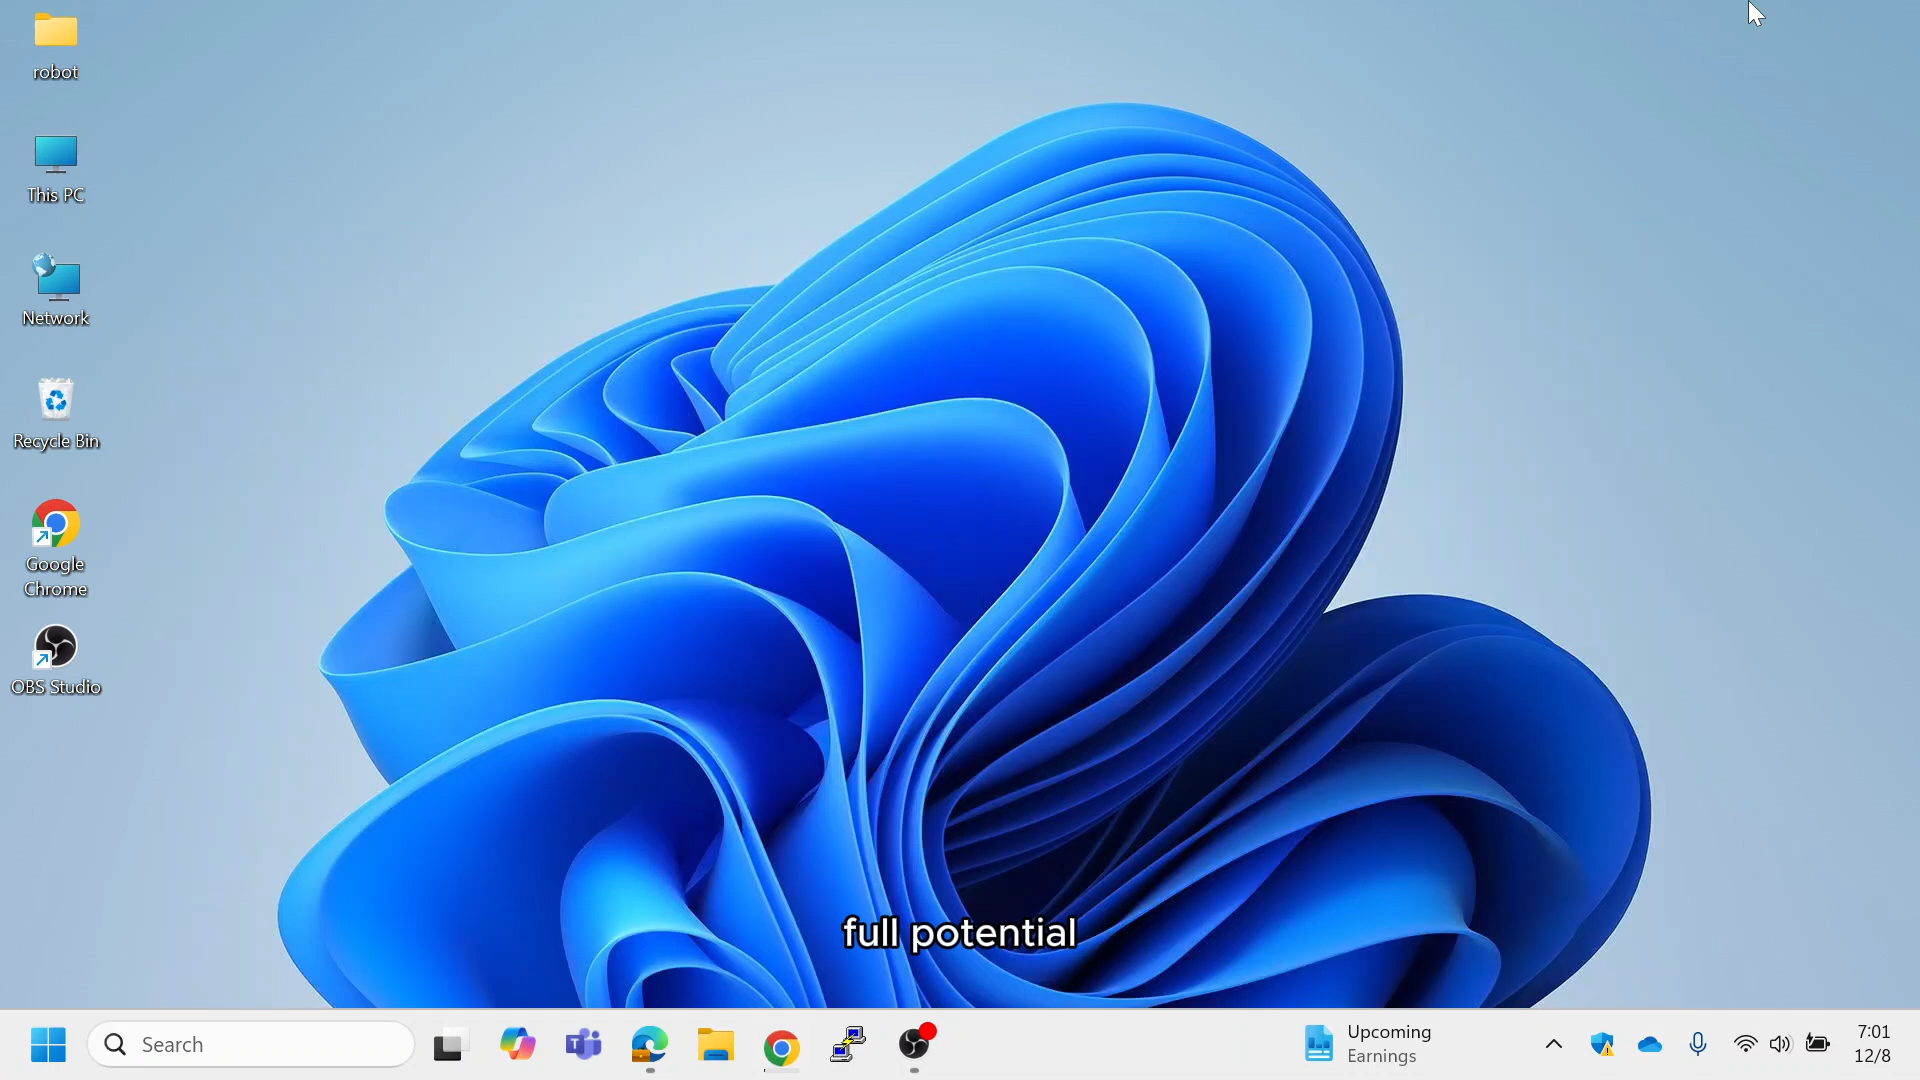 robot
This PC
Network
Recycle Bin
Google
Chrome
OBS Studio
full potential
Search
Upcoming
Earnings
7:01
12/8